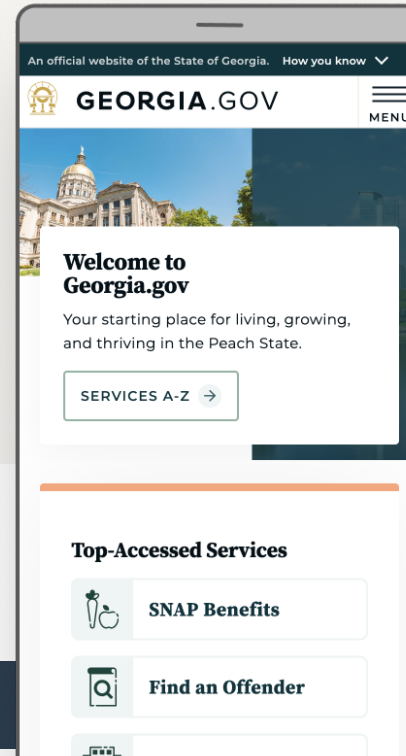 An official website of the State of Georgia. How you know
GEORGIA.GOV
MENU
Welcome to
Georgia.gov
Your starting place for living, growing,
and thriving in the Peach State.
SERVICES A-Z
Top-Accessed Services
SNAP Benefits
Find an Offender